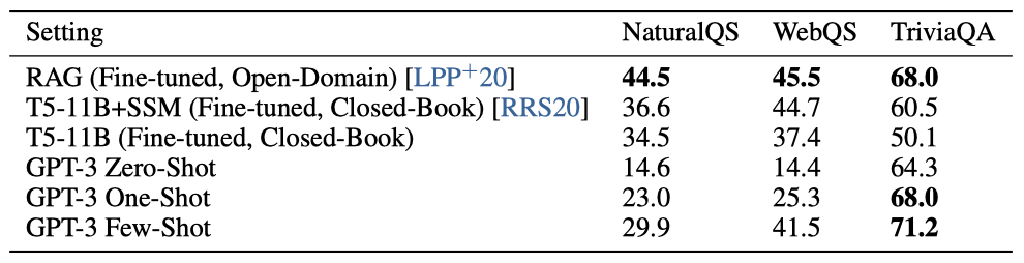 Setting NaturalQS WebQS TriviaQA
RAG (Fine-tuned, Open-Domain) [LPP+20] 44.5 45.5 68.0
T5-11B+SSM (Fine-tuned, Closed-Book) [RRS20] 36.6 44.7 60.5
T5-11B (Fine-tuned, Closed-Book) 34.5 37.4 50.1
GPT-3 Zero-Shot 14.6 14.4 64.3
GPT-3 One-Shot 23.0 25.3 68.0
GPT-3 Few-Shot 29.9 41.5 71.2